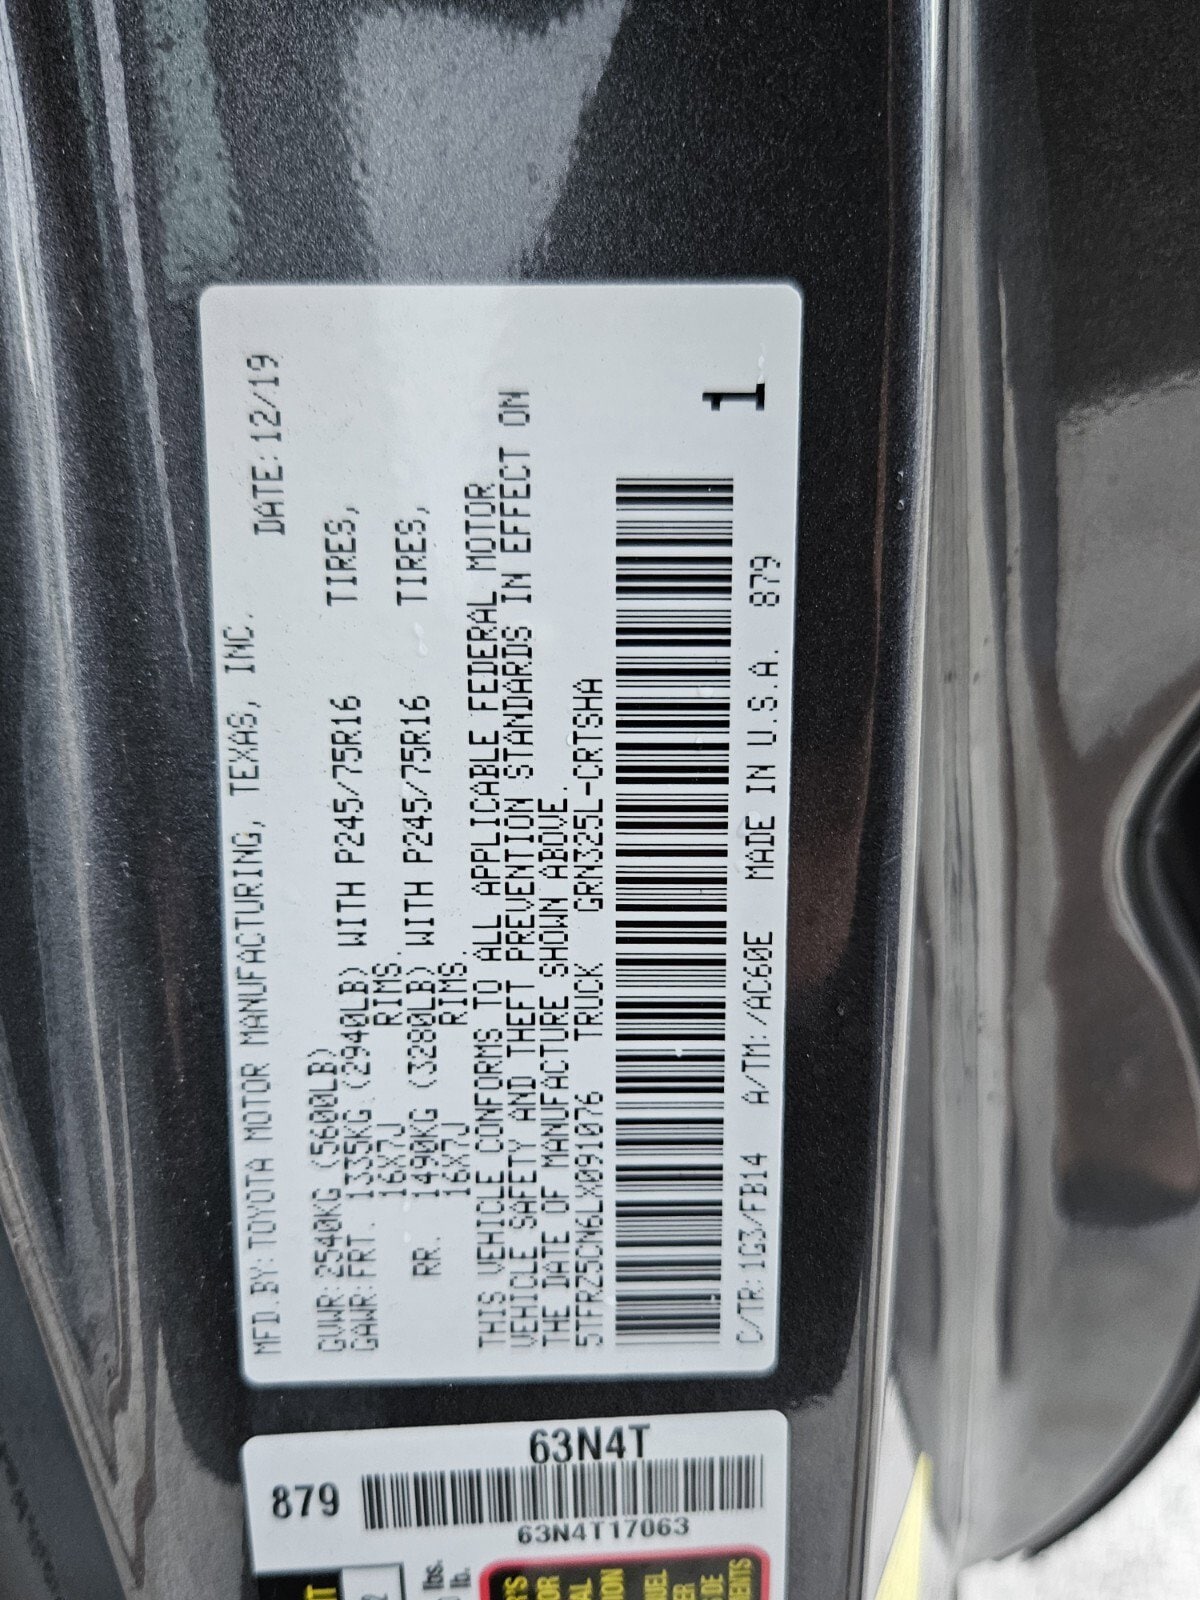 MFD.BY:TOYOTA MOTOR MANUFACTURING, TEXAS, INC.
DATE:12/19
GVWR:2540KG (5600LB)
GAWR:FRT. 1335KG (2940LB) WITH P245/75R16 TIRES,
16X7J RIMS.
RR. 1490KG (3280LB) WITH P245/75R16 TIRES,
16X7J RIMS.
THIS VEHICLE CONFORMS TO ALL APPLICABLE FEDERAL MOTOR
VEHICLE SAFETY AND THEFT PREVENTION STANDARDS IN EFFECT ON
THE DATE OF MANUFACTURE SHOWN ABOVE.
5TFRZ5CN6LX091076 TRUCK GRN325L-CRTSHA
1
C/TR:1G3/FB14 A/TM:/AC60E MADE IN U.S.A. 879
879
63N4T
63N4T17063
lbs.
lb.